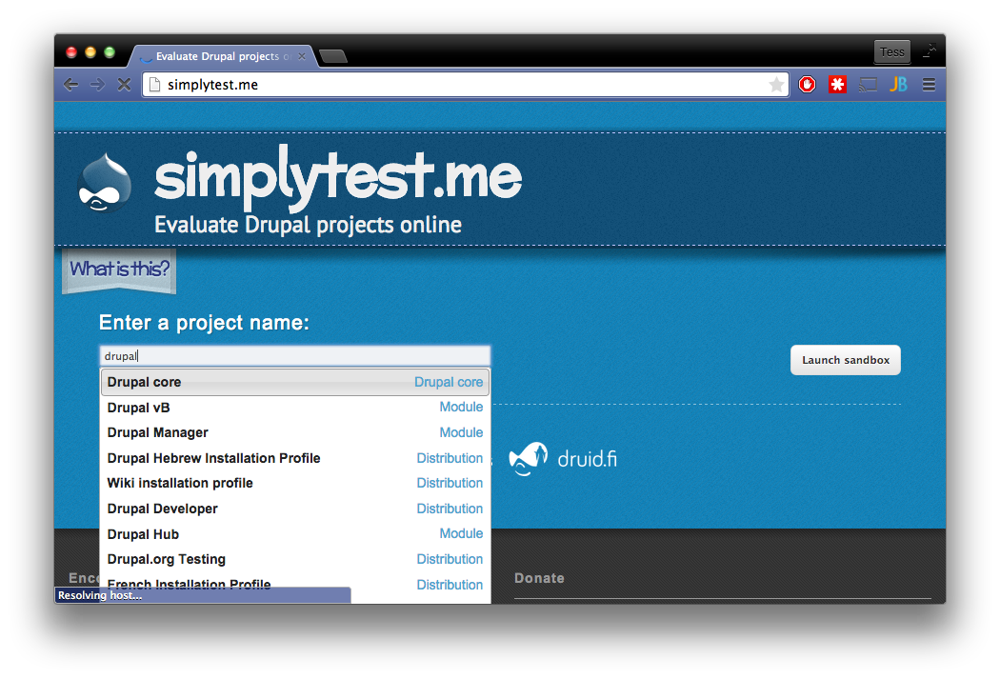 Evaluate Drupal projects o
Tess
simplytest.me
JB
simplytest.me
Evaluate Drupal projects online
What is this?
Enter a project name:
drupal
Launch sandbox
Drupal core Drupal core
Drupal vB Module
Drupal Manager Module
Drupal Hebrew Installation Profile Distribution
Wiki installation profile Distribution
druid.fi
Drupal Developer Distribution
Drupal Hub Module
Drupal.org Testing Distribution
Enco
Donate
French Installation Profile Distribution
Resolving host...